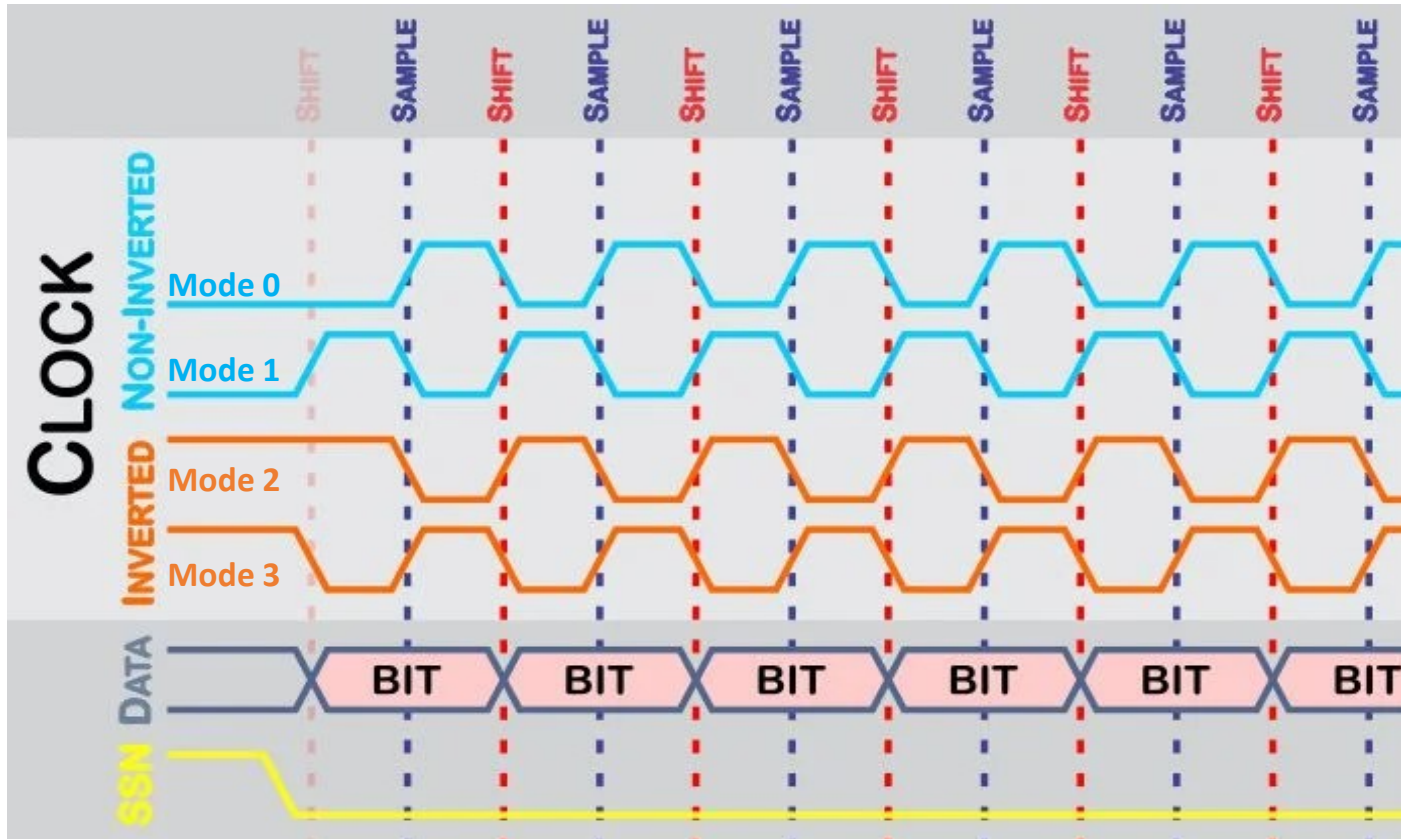 SHIFT
SAMPLE
SHIFT
SAMPLE
SHIFT
SAMPLE
SHIFT
SAMPLE
SHIFT
SAMPLE
SHIFT
SAMPLE
CLOCK
NON-INVERTED
Mode 0
Mode 1
INVERTED
Mode 2
Mode 3
DATA
BIT BIT BIT BIT BIT BIT
SSN